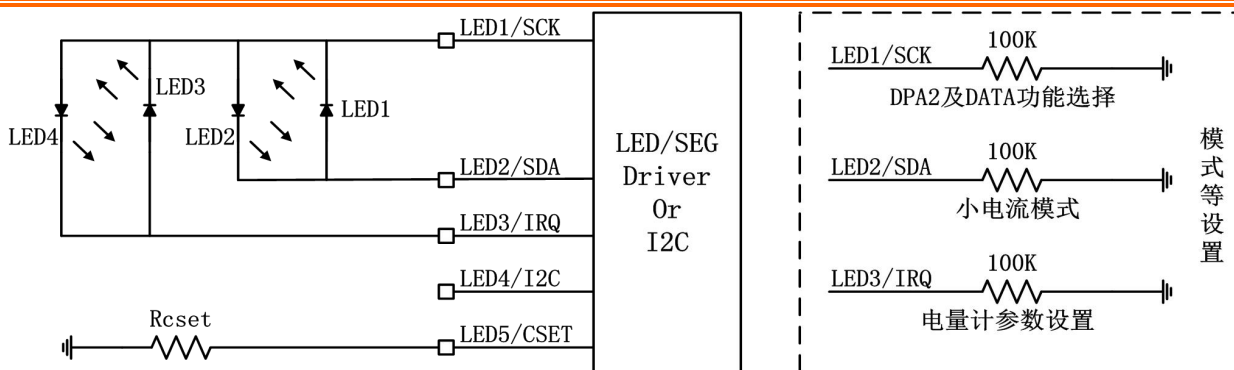 LED1/SCK
LED3
LED1
LED4
LED2
LED2/SDA
LED3/IRQ
LED4/I2C
Rcset
LED5/CSET
LED/SEG
Driver
Or
I2C
LED1/SCK
100K
DPA2及DATA功能选择
LED2/SDA
100K
小电流模式
LED3/IRQ
100K
电量计参数设置
模式等设置